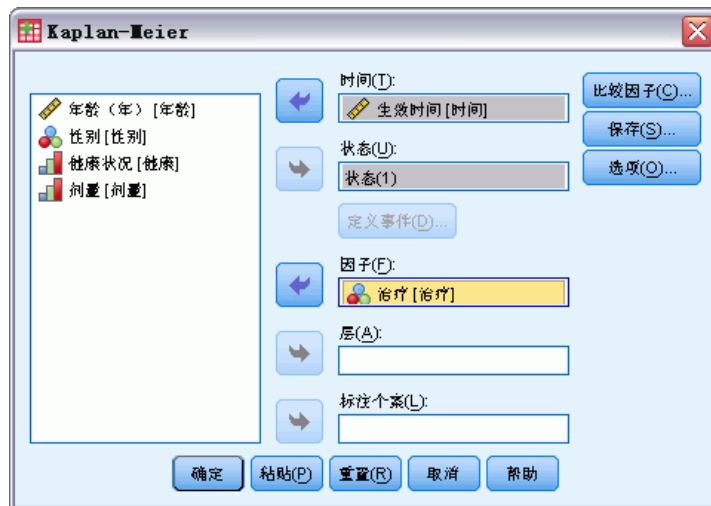 Kaplan-Meier
年龄（年）[年龄]
性别[性别]
健康状况[健康]
剂量[剂量]
时间(T):
生效时间[时间]
状态(U):
状态(1)
定义事件(D)...
因子(F):
治疗[治疗]
层(A):
标注个案(L):
比较因子(C)...
保存(S)...
选项(O)...
确定
粘贴(P)
重置(R)
取消
帮助